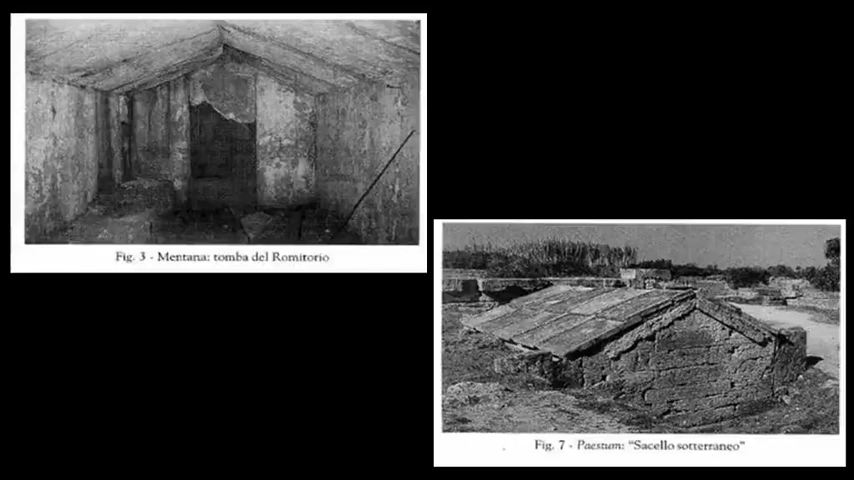 Fig. 3 - Mentana: tomba del Romitorio
Fig. 7 - Paestum: "Sacello sotterraneo"